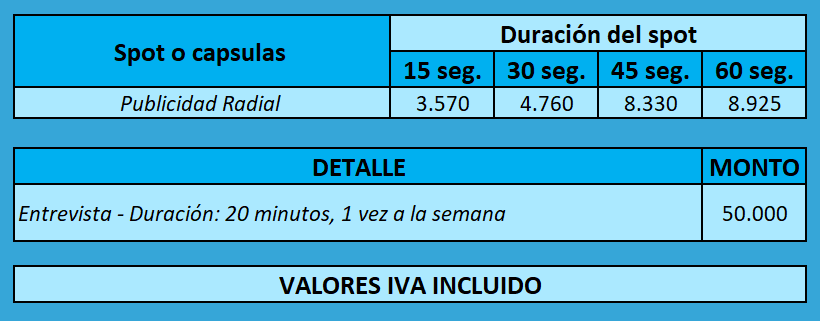 Spot o capsulas
Duración del spot
15 seg. 30 seg. 45 seg. 60 seg.
Publicidad Radial 3.570 4.760 8.330 8.925
DETALLE MONTO
Entrevista - Duración: 20 minutos, 1 vez a la semana 50.000
VALORES IVA INCLUIDO